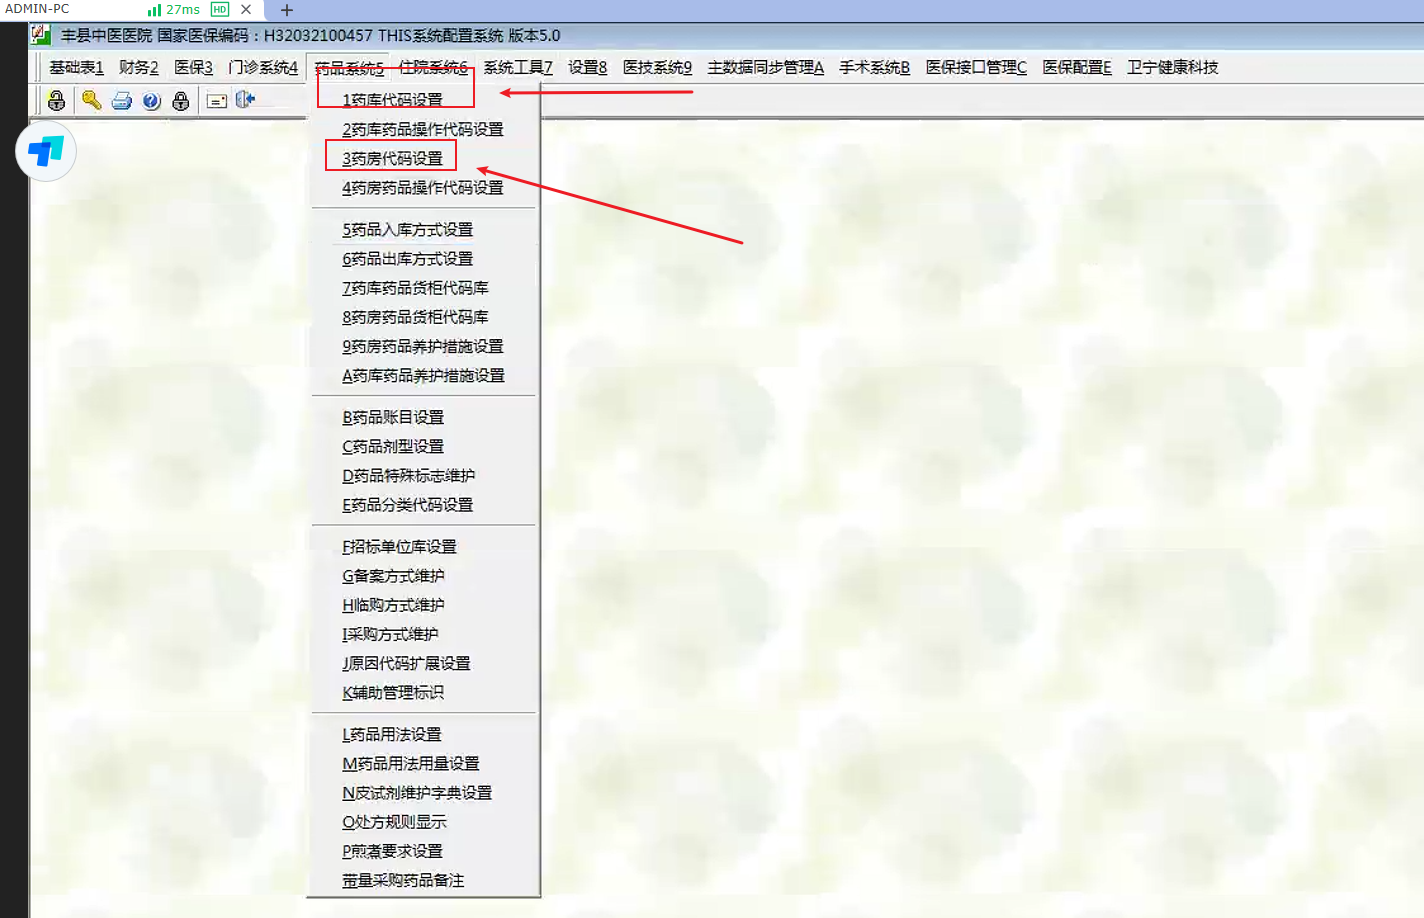 ADMIN-PC 27ms HD
丰县中医医院 国家医保编码：H32032100457 THIS系统配置系统 版本5.0
基础表1 财务2 医保3 门诊系统4 药品系统5 住院系统6 系统工具7 设置8 医技系统9 主数据同步管理A 手术系统B 医保接口管理C 医保配置E 卫宁健康科技
1药库代码设置
2药库药品操作代码设置
3药房代码设置
4药房药品操作代码设置
5药品入库方式设置
6药品出库方式设置
7药库药品货柜代码库
8药房药品货柜代码库
9药房药品养护措施设置
A药库药品养护措施设置
B药品账目设置
C药品剂型设置
D药品特殊标志维护
E药品分类代码设置
F招标单位库设置
G备案方式维护
H临购方式维护
I采购方式维护
J原因代码扩展设置
K辅助管理标识
L药品用法设置
M药品用法用量设置
N皮试剂维护字典设置
O处方规则显示
P煎煮要求设置
带量采购药品备注